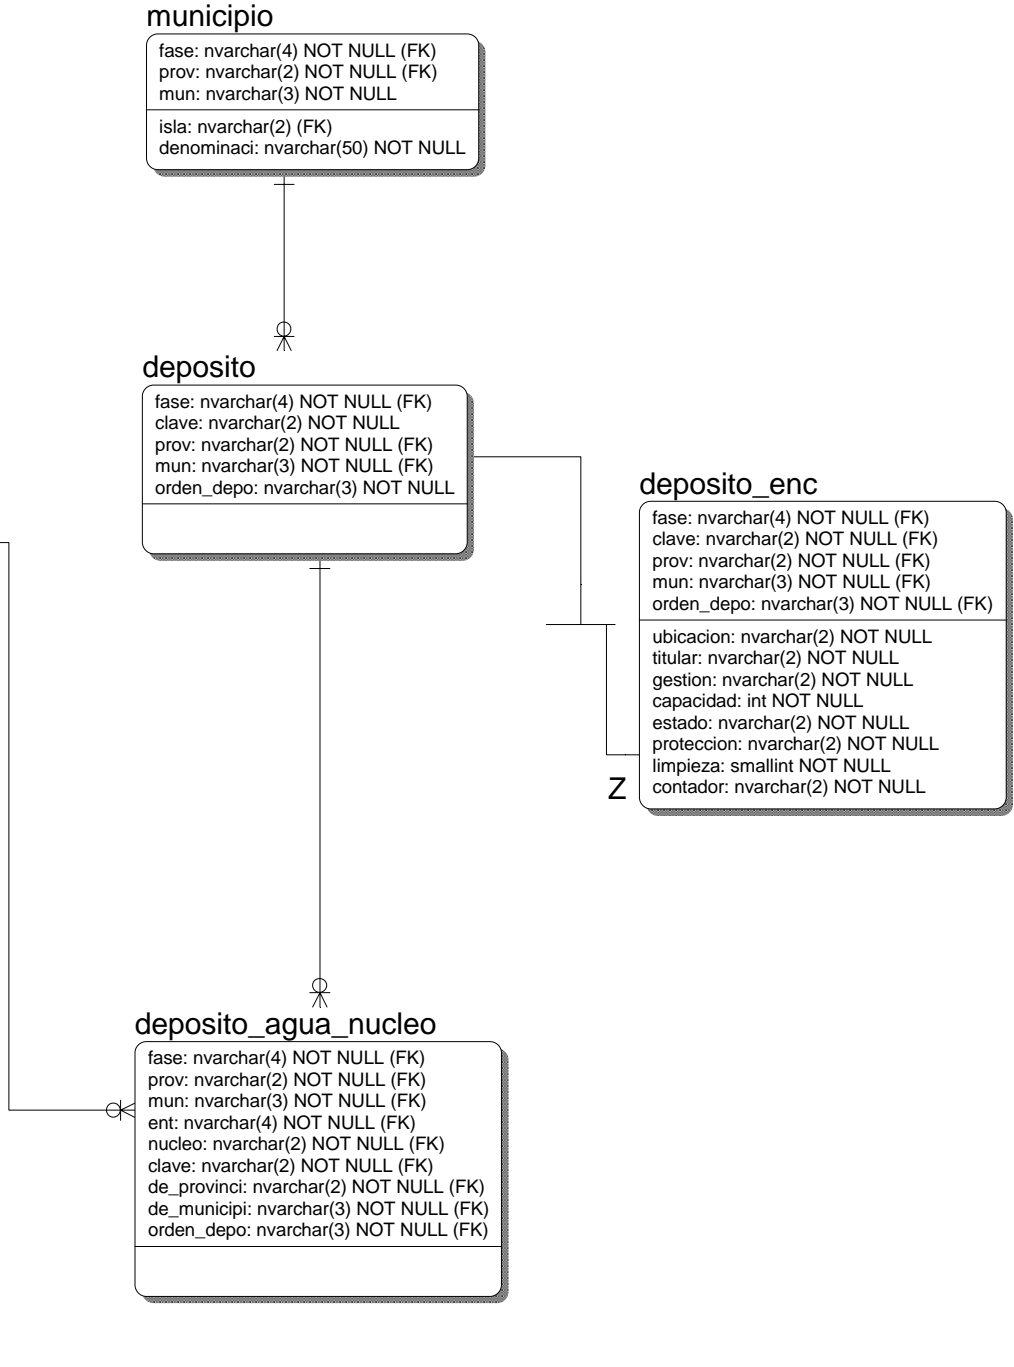 municipio
fase: nvarchar(4) NOT NULL (FK)
prov: nvarchar(2) NOT NULL (FK)
mun: nvarchar(3) NOT NULL
isla: nvarchar(2) (FK)
denominaci: nvarchar(50) NOT NULL
deposito
fase: nvarchar(4) NOT NULL (FK)
clave: nvarchar(2) NOT NULL
prov: nvarchar(2) NOT NULL (FK)
mun: nvarchar(3) NOT NULL (FK)
orden_depo: nvarchar(3) NOT NULL
deposito_enc
fase: nvarchar(4) NOT NULL (FK)
clave: nvarchar(2) NOT NULL (FK)
prov: nvarchar(2) NOT NULL (FK)
mun: nvarchar(3) NOT NULL (FK)
orden_depo: nvarchar(3) NOT NULL (FK)
ubicacion: nvarchar(2) NOT NULL
titular: nvarchar(2) NOT NULL
gestion: nvarchar(2) NOT NULL
capacidad: int NOT NULL
estado: nvarchar(2) NOT NULL
proteccion: nvarchar(2) NOT NULL
limpieza: smallint NOT NULL
contador: nvarchar(2) NOT NULL
Z
deposito_agua_nucleo
fase: nvarchar(4) NOT NULL (FK)
prov: nvarchar(2) NOT NULL (FK)
mun: nvarchar(3) NOT NULL (FK)
ent: nvarchar(4) NOT NULL (FK)
nucleo: nvarchar(2) NOT NULL (FK)
clave: nvarchar(2) NOT NULL (FK)
de_provinci: nvarchar(2) NOT NULL (FK)
de_municipi: nvarchar(3) NOT NULL (FK)
orden_depo: nvarchar(3) NOT NULL (FK)